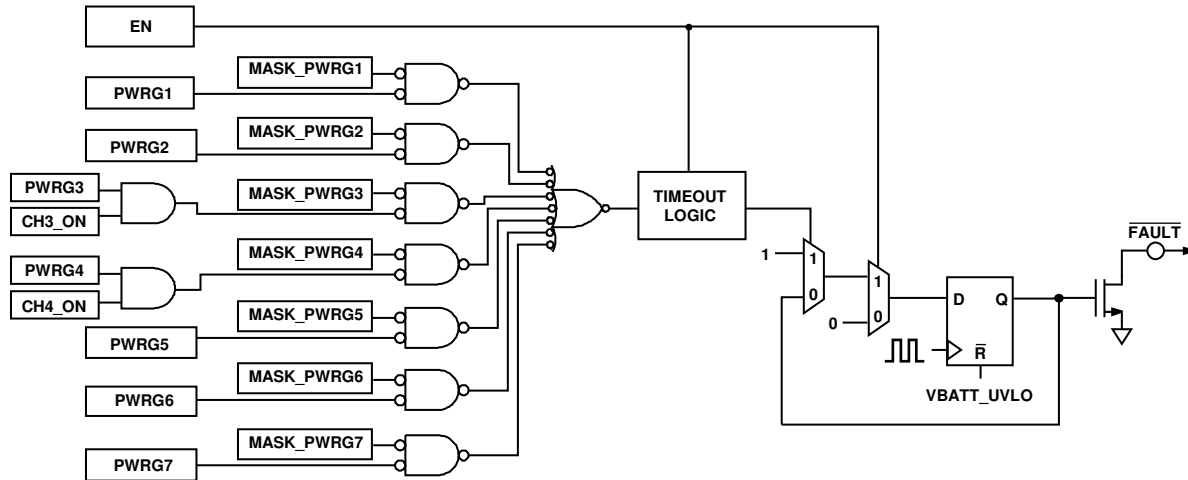 EN
MASK_PWRG1
PWRG1
MASK_PWRG2
PWRG2
PWRG3
CH3_ON
MASK_PWRG3
PWRG4
CH4_ON
MASK_PWRG4
MASK_PWRG5
PWRG5
MASK_PWRG6
PWRG6
MASK_PWRG7
PWRG7
TIMEOUT
LOGIC
1
1
0
1
0
0
D
Q
R
VBATT_UVLO
FAULT